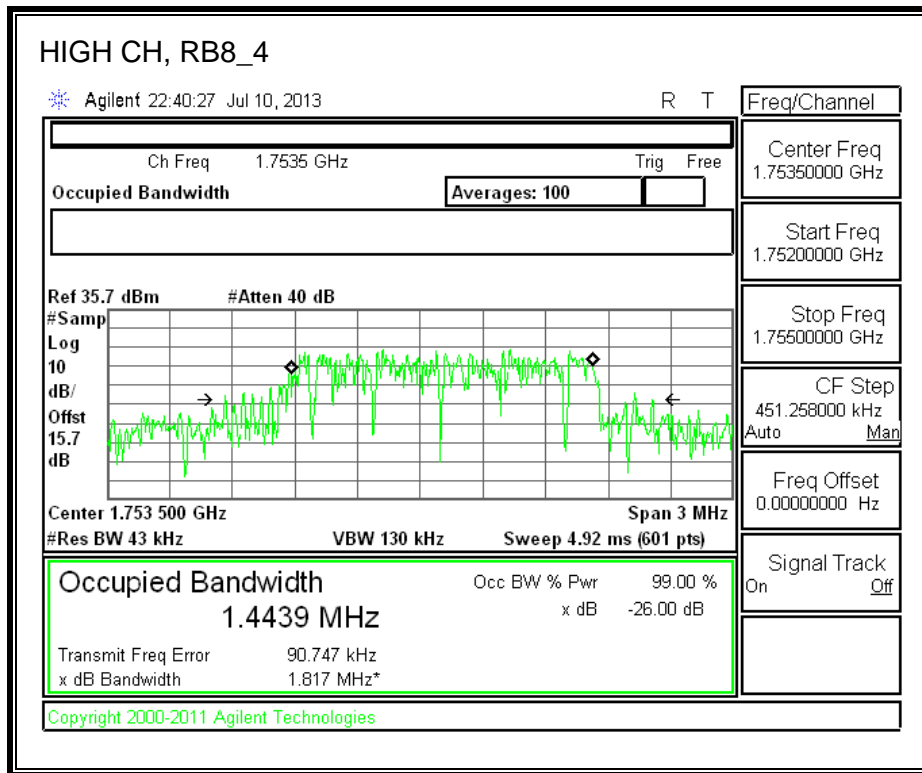 HIGH CH, RB8_4
Agilent 22:40:27 Jul 10, 2013 R T
Freq/Channel
Ch Freq 1.7535 GHz Trig Free
Occupied Bandwidth Averages: 100
Center Freq
1.75350000 GHz
Start Freq
1.75200000 GHz
Stop Freq
1.75500000 GHz
CF Step
451.258000 kHz
Auto Man
Freq Offset
0.00000000 Hz
Signal Track
On Off
Ref 35.7 dBm #Atten 40 dB
#Samp
Log
10
dB/
Offst
15.7
dB
Center 1.753 500 GHz Span 3 MHz
#Res BW 43 kHz VBW 130 kHz Sweep 4.92 ms (601 pts)
Occupied Bandwidth Occ BW % Pwr 99.00 %
1.4439 MHz x dB -26.00 dB
Transmit Freq Error 90.747 kHz
x dB Bandwidth 1.817 MHz*
Copyright 2000-2011 Agilent Technologies